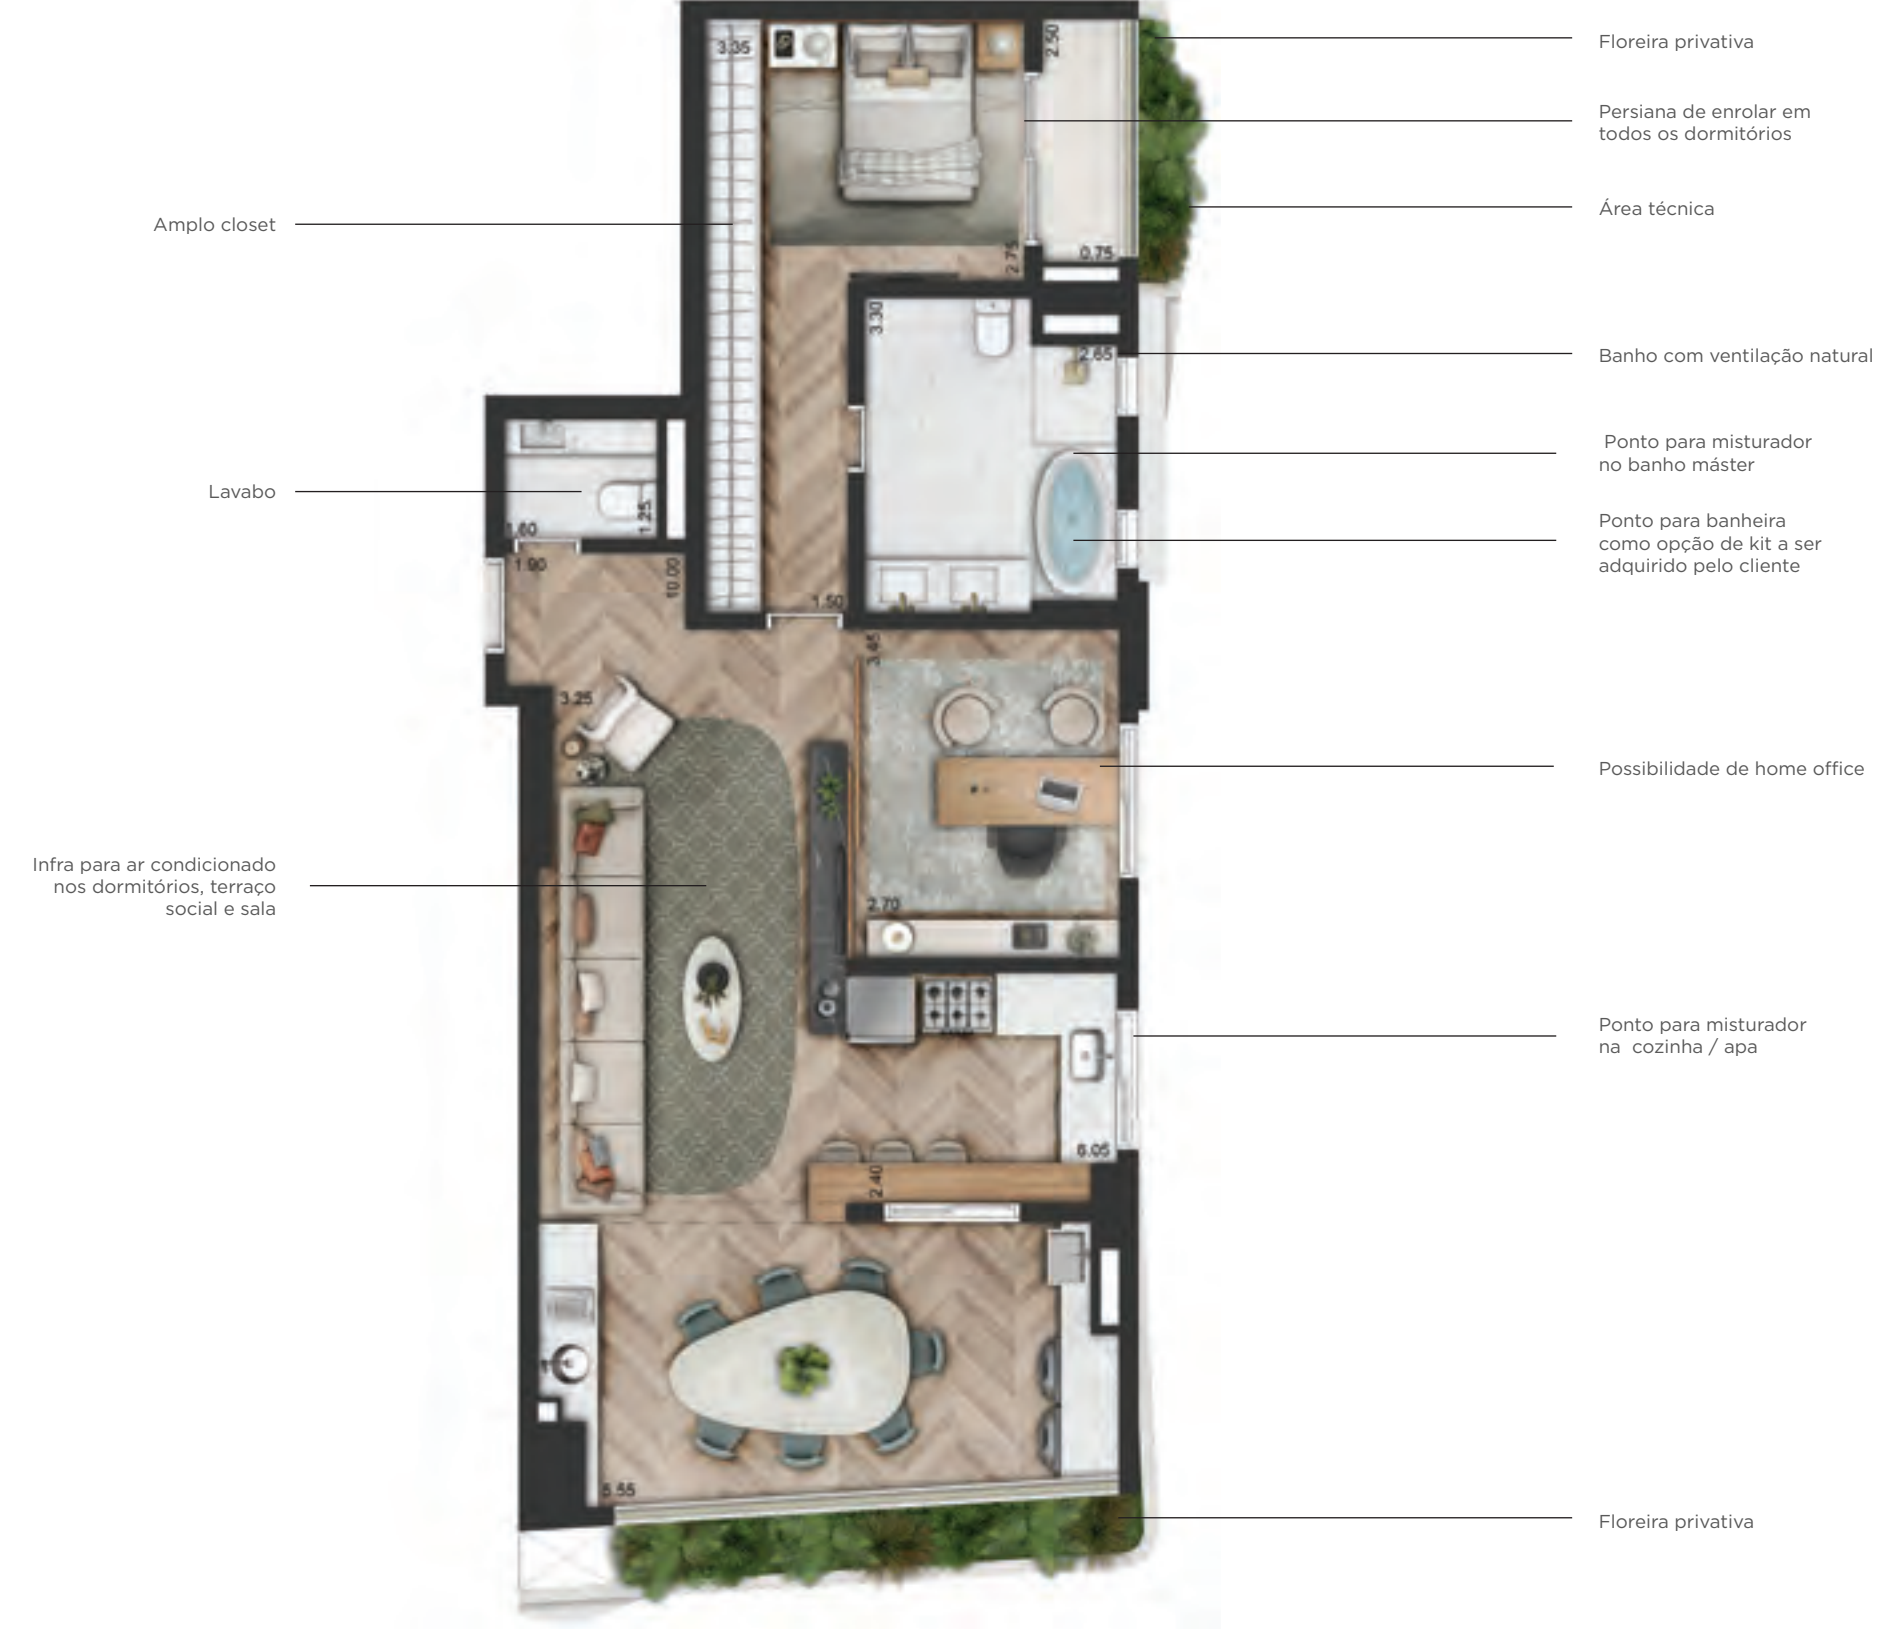 Floreira privativa
Persiana de enrolar em
todos os dormitórios
Área técnica
Banho com ventilação natural
Ponto para misturador
no banho máster
Ponto para banheira
como opção de kit a ser
adquirido pelo cliente
Possibilidade de home office
Ponto para misturador
na cozinha / apa
Floreira privativa
Amplo closet
Lavabo
Infra para ar condicionado
nos dormitórios, terraço
social e sala
3.35
2.50
2.75
0.75
3.30
2.65
1.25
1.60
1.90
10.00
1.50
3.45
3.25
2.70
6.05
2.40
5.55